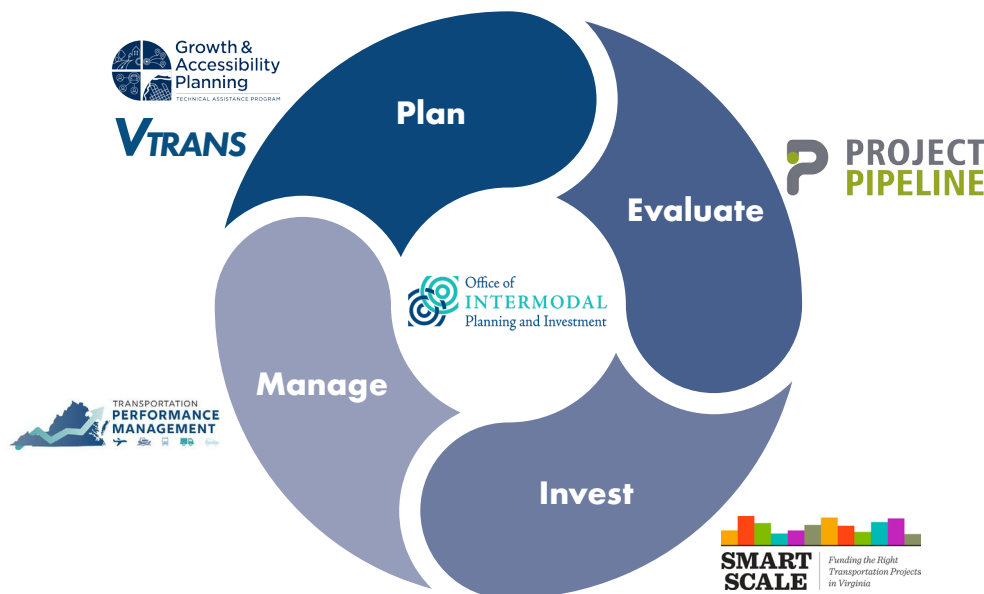 Growth &
Accessibility
Planning
TECHNICAL ASSISTANCE PROGRAM
VTRANS
Plan
PROJECT
PIPELINE
Evaluate
Office of
INTERMODAL
Planning and Investment
Manage
TRANSPORTATION
PERFORMANCE
MANAGEMENT
Invest
SMART
SCALE
Funding the Right
Transportation Projects
in Virginia